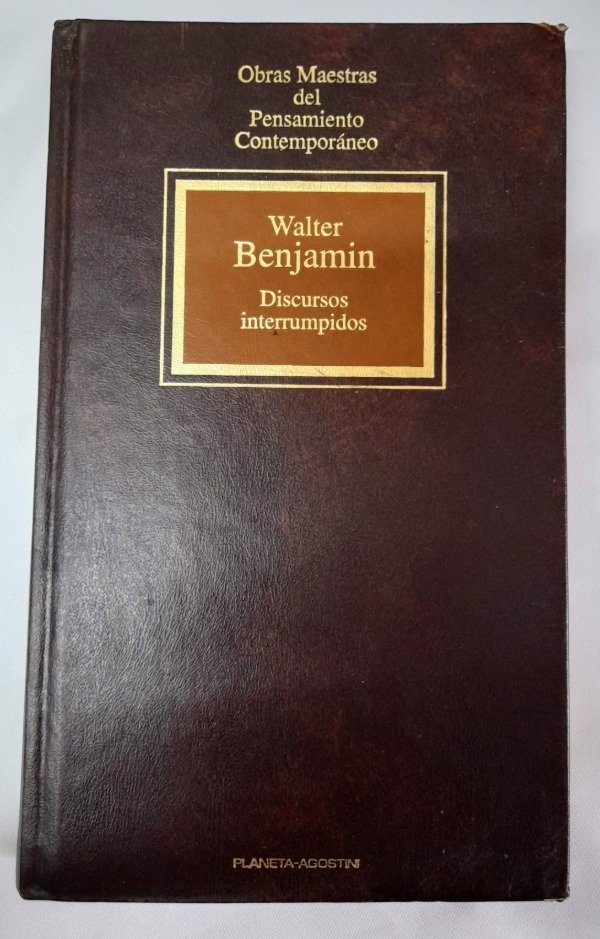 Obras Maestras
del
Pensamiento
Contemporáneo
Walter
Benjamin
Discursos
interrumpidos
PLANETA-AGOSTINI